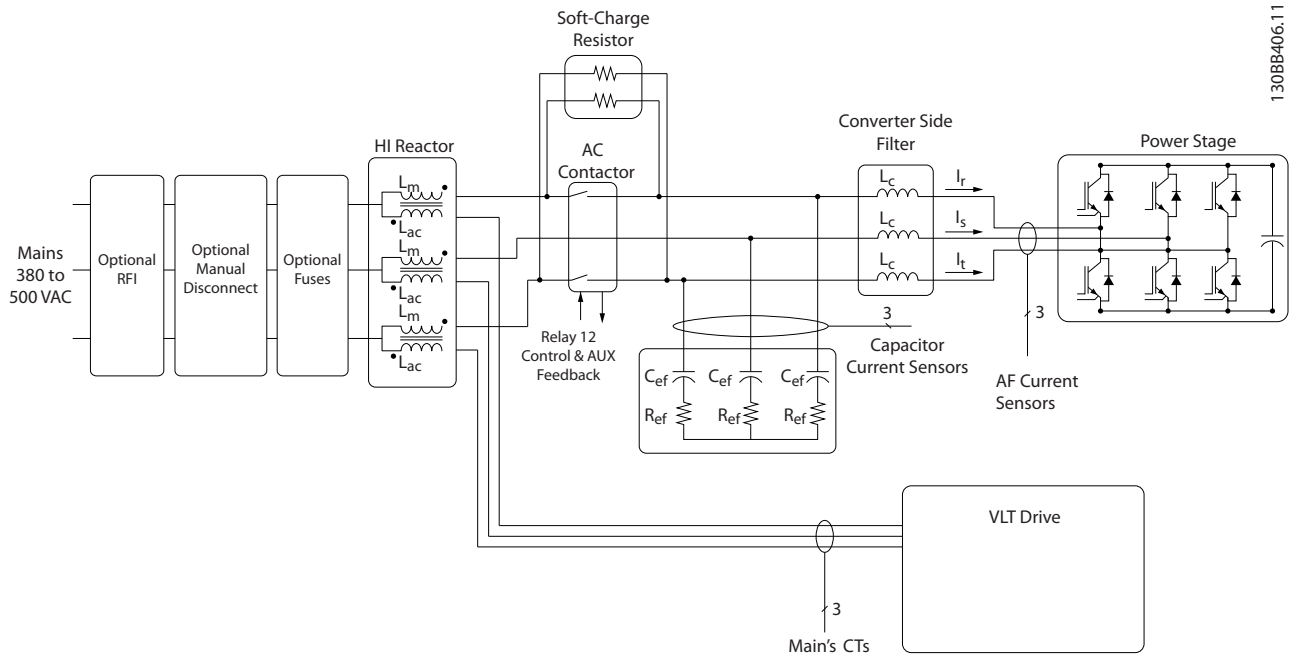 130BB406.11
Soft-Charge
Resistor
HI Reactor
AC
Contactor
Converter Side
Filter
Power Stage
Mains
380 to
500 VAC
Optional
RFI
Optional
Manual
Disconnect
Optional
Fuses
Lm
Lac
Lm
Lac
Lm
Lac
Relay 12
Control & AUX
Feedback
Lc
Ir
Lc
Is
Lc
It
3
Capacitor
Current Sensors
3
AF Current
Sensors
Cef
Cef
Cef
Ref
Ref
Ref
VLT Drive
3
Main's CTs